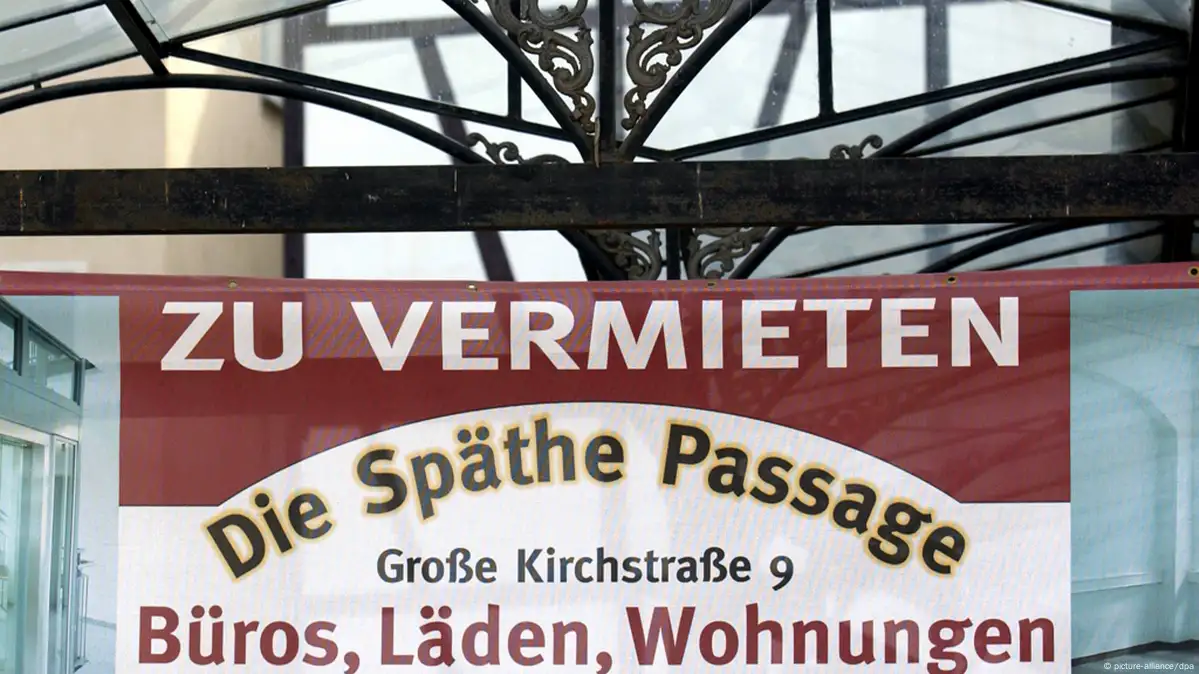 ZU VERMIETEN
Die Späthe Passage
Große Kirchstraße 9
Büros, Läden, Wohnungen
© picture-alliance/dpa